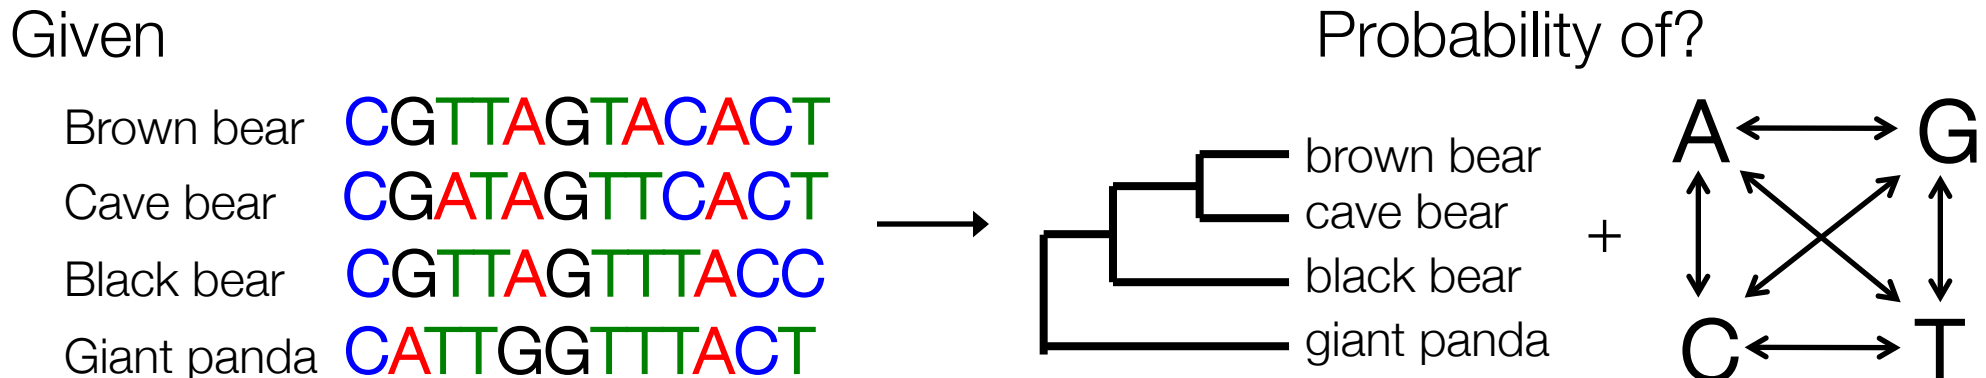 Given
Probability of?
Brown bear CGTTAGTACACT
Cave bear CGATAGTTCACT
Black bear CGTTAGTTTACC
Giant panda CATTGGTTTACT
brown bear
cave bear
black bear
giant panda
+
A G
C T